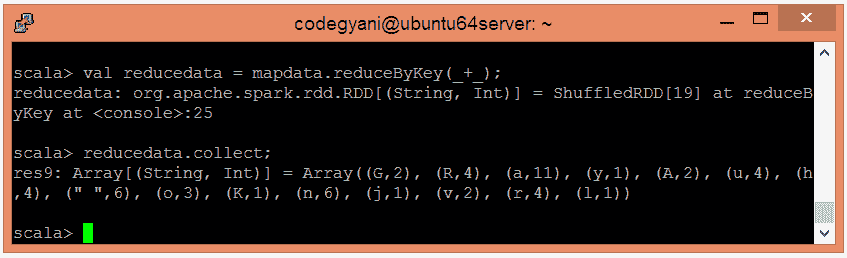 codegyani@ubuntu64server: ~
scala> val reducedata = mapdata.reduceByKey(_+_);
reducedata: org.apache.spark.rdd.RDD[(String, Int)] = ShuffledRDD[19] at reduceB
yKey at <console>:25
scala> reducedata.collect;
res9: Array[(String, Int)] = Array((G,2), (R,4), (a,11), (y,1), (A,2), (u,4), (h
,4), (" ",6), (o,3), (K,1), (n,6), (j,1), (v,2), (r,4), (l,1))
scala>